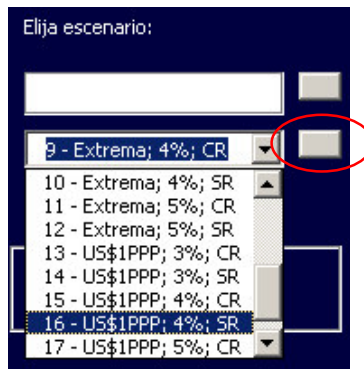 Elija escenario:
9 - Extrema; 4%; CR
10 - Extrema; 4%; SR
11 - Extrema; 5%; CR
12 - Extrema; 5%; SR
13 - US$1PPP; 3%; CR
14 - US$1PPP; 3%; SR
15 - US$1PPP; 4%; CR
16 - US$1PPP; 4%; SR
17 - US$1PPP; 5%; CR